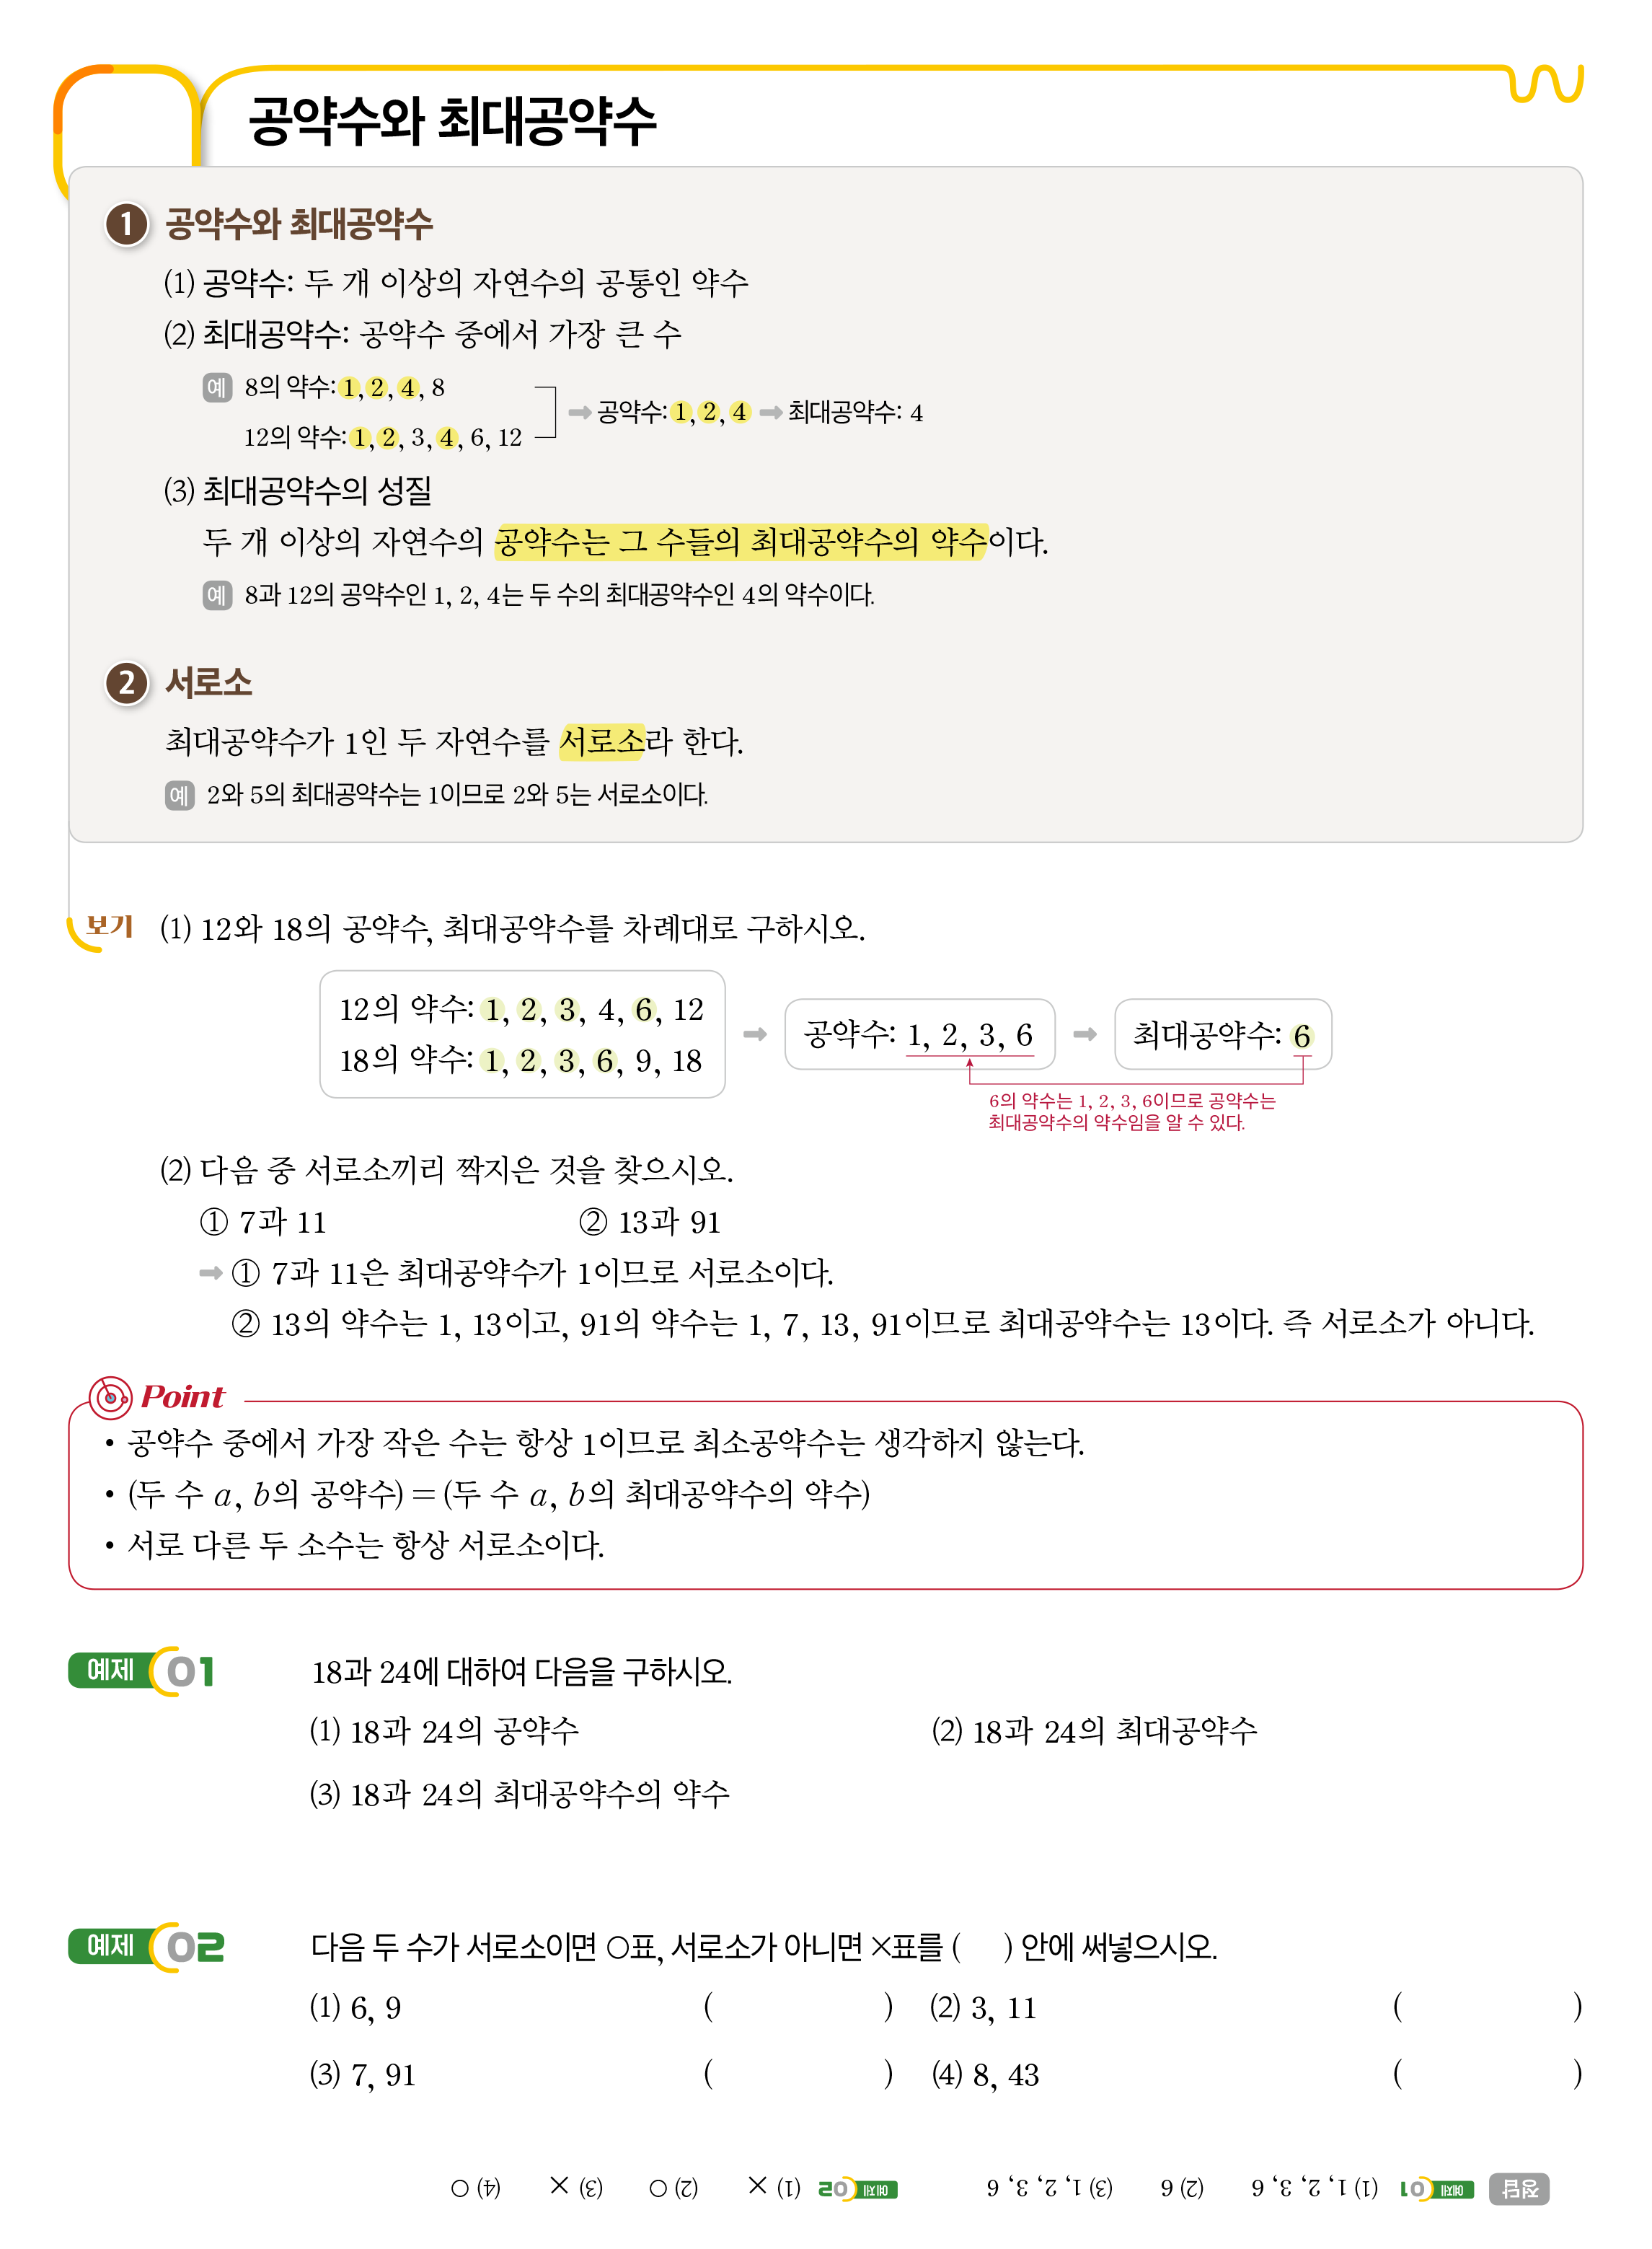 공약수와 최대공약수
1 공약수와 최대공약수
(1) 공약수: 두 개 이상의 자연수의 공통인 약수
(2) 최대공약수: 공약수 중에서 가장 큰 수
예 8의 약수: 1, 2, 4, 8
12의 약수: 1, 2, 3, 4, 6, 12
➡ 공약수: 1, 2, 4 ➡ 최대공약수: 4
(3) 최대공약수의 성질
두 개 이상의 자연수의 공약수는 그 수들의 최대공약수의 약수이다.
예 8과 12의 공약수인 1, 2, 4는 두 수의 최대공약수인 4의 약수이다.
2 서로소
최대공약수가 1인 두 자연수를 서로소라 한다.
예 2와 5의 최대공약수는 1이므로 2와 5는 서로소이다.
보기 (1) 12와 18의 공약수, 최대공약수를 차례대로 구하시오.
12의 약수: 1, 2, 3, 4, 6, 12
18의 약수: 1, 2, 3, 6, 9, 18
➡ 공약수: 1, 2, 3, 6 ➡ 최대공약수: 6
6의 약수는 1, 2, 3, 6이므로 공약수는
최대공약수의 약수임을 알 수 있다.
(2) 다음 중 서로소끼리 짝지은 것을 찾으시오.
① 7과 11 ② 13과 91
➡ ① 7과 11은 최대공약수가 1이므로 서로소이다.
② 13의 약수는 1, 13이고, 91의 약수는 1, 7, 13, 91이므로 최대공약수는 13이다. 즉 서로소가 아니다.
Point
• 공약수 중에서 가장 작은 수는 항상 1이므로 최소공약수는 생각하지 않는다.
• (두 수 a, b의 공약수)=(두 수 a, b의 최대공약수의 약수)
• 서로 다른 두 소수는 항상 서로소이다.
예제 01 18과 24에 대하여 다음을 구하시오.
(1) 18과 24의 공약수 (2) 18과 24의 최대공약수
(3) 18과 24의 최대공약수의 약수
예제 02 다음 두 수가 서로소이면 ○표, 서로소가 아니면 ×표를 ( ) 안에 써넣으시오.
(1) 6, 9 ( ) (2) 3, 11 ( )
(3) 7, 91 ( ) (4) 8, 43 ( )
정답 예제 01 (1) 1, 2, 3, 6 (2) 6 (3) 1, 2, 3, 6 예제 02 (1) × (2) ○ (3) × (4) ○